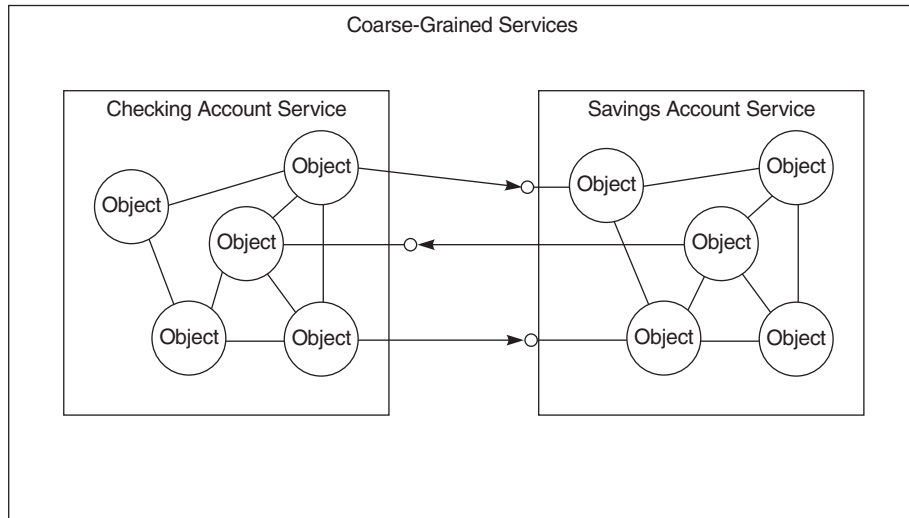 Coarse-Grained Services
Checking Account Service
Object
Object
Object
Object
Object
Savings Account Service
Object
Object
Object
Object
Object